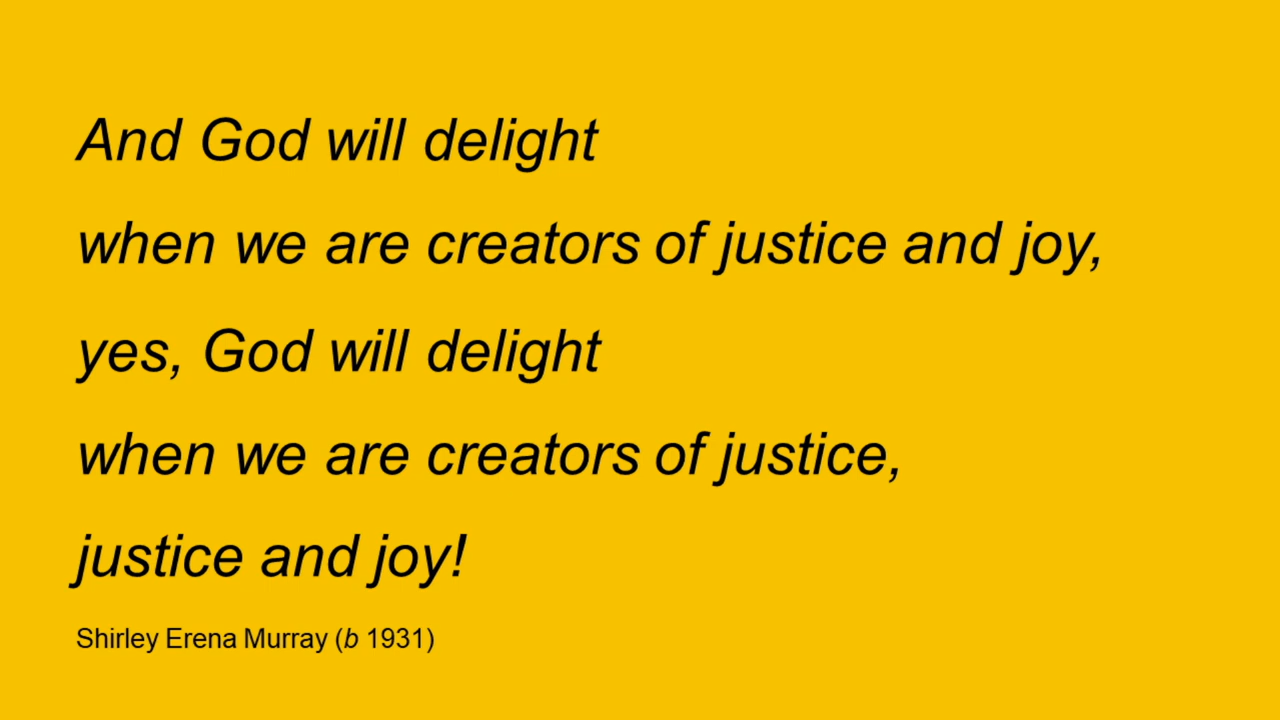 And God will delight
when we are creators of justice and joy,
yes, God will delight
when we are creators of justice,
justice and joy!
Shirley Erena Murray (b 1931)